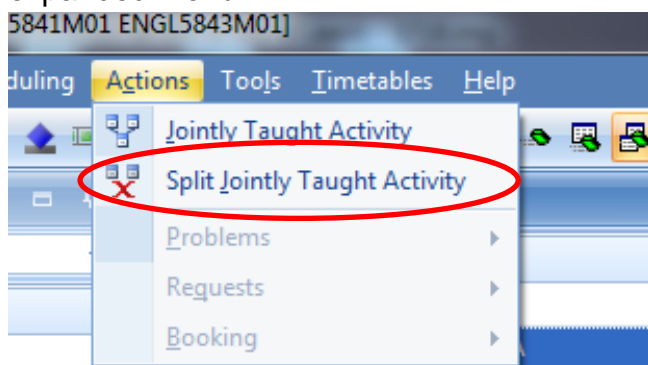 5841M01 ENGL5843M01]
duling Actions Tools Timetables Help
Jointly Taught Activity
Split Jointly Taught Activity
Problems
Requests
Booking